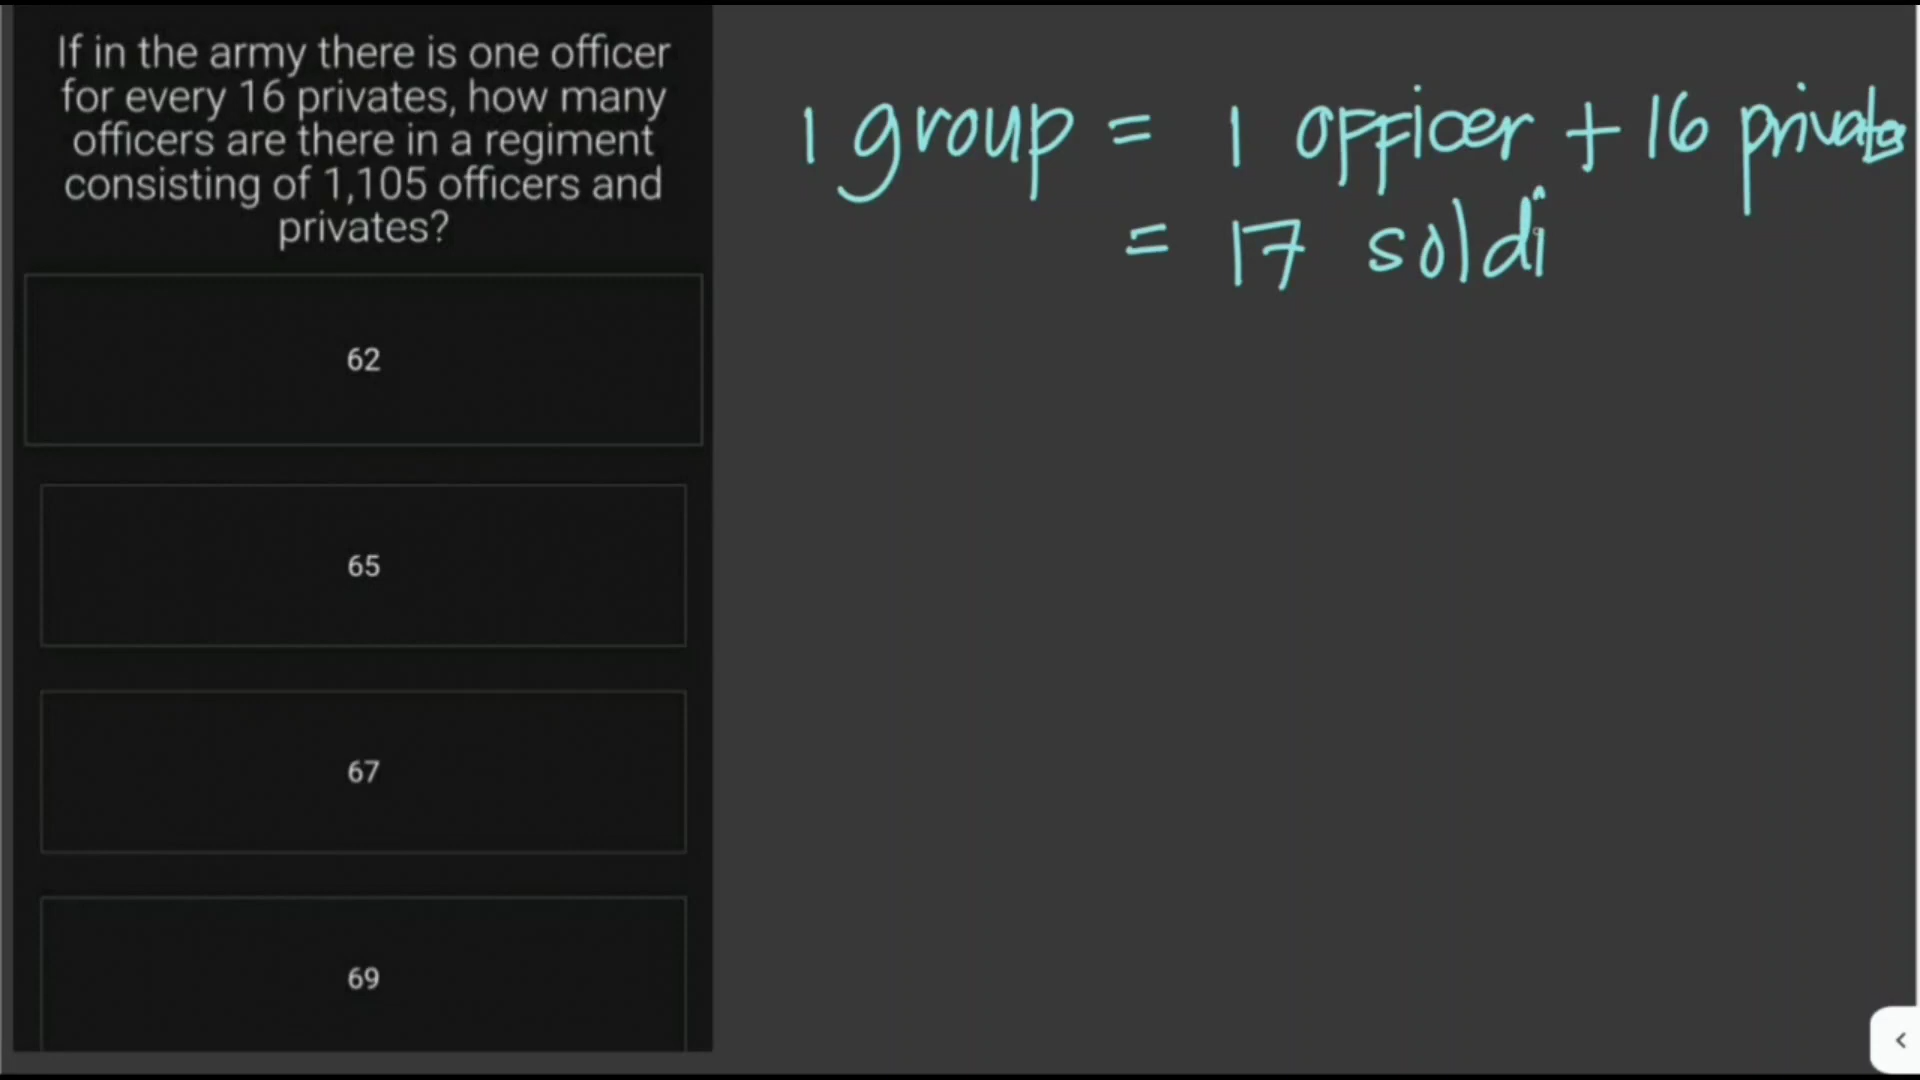 If in the army there is one officer
for every 16 privates, how many
officers are there in a regiment
consisting of 1,105 officers and
privates?
62
65
67
69
1 group = 1 officer + 16 privates
= 17 soldi